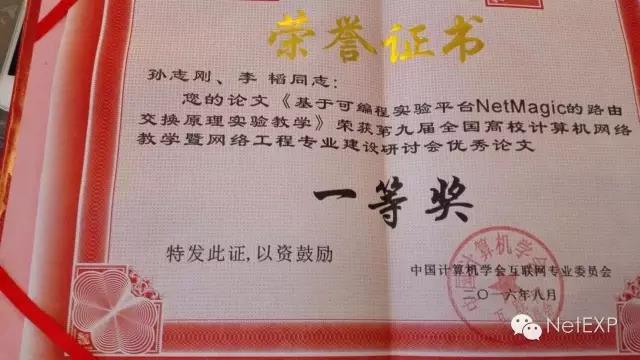 荣誉证书
孙志刚、李韬同志:
您的论文《基于可编程实验平台NetMagic的路由
交换原理实验教学》荣获第九届全国高校计算机网络
教学暨网络工程专业建设研讨会优秀论文
一等奖
特发此证,以资鼓励
中国计算机学会互联网专业委员会
二〇一六年八月
NetEXP